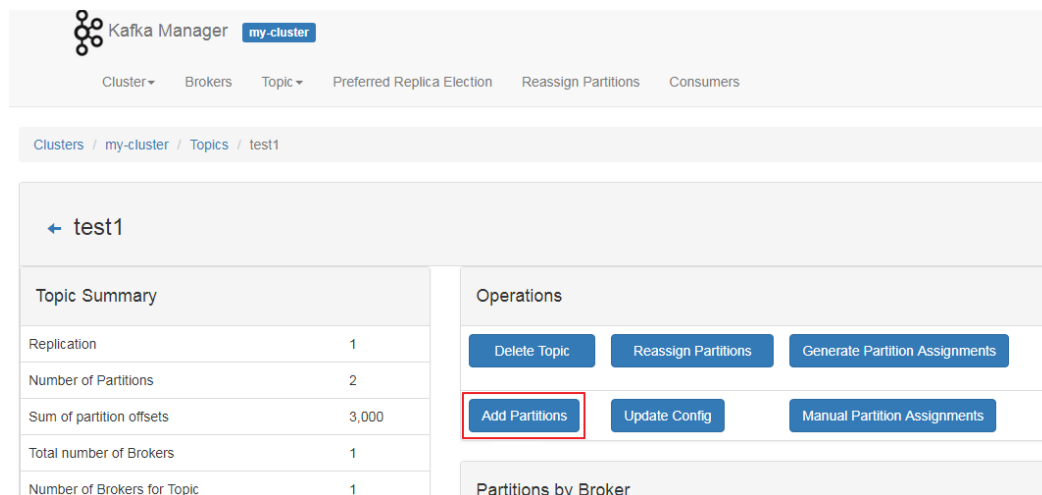 Kafka Manager my-cluster
Cluster Brokers Topic Preferred Replica Election Reassign Partitions Consumers
Clusters / my-cluster / Topics / test1
← test1
Topic Summary
Replication 1
Number of Partitions 2
Sum of partition offsets 3,000
Total number of Brokers 1
Number of Brokers for Topic 1
Operations
Delete Topic Reassign Partitions Generate Partition Assignments
Add Partitions Update Config Manual Partition Assignments
Partitions by Broker